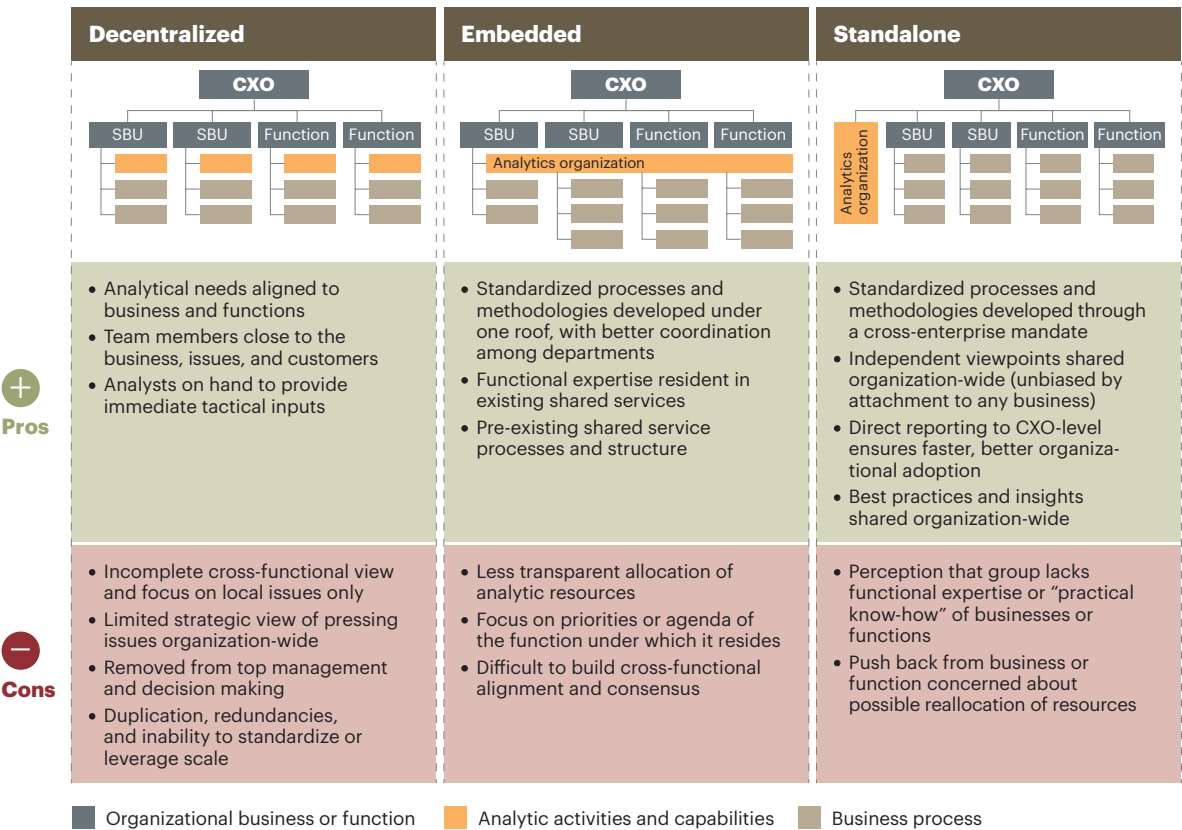 Decentralized
CXO
SBU
SBU
Function
Function
Embedded
CXO
SBU
SBU
Function
Function
Analytics organization
Standalone
CXO
Analytics
organization
SBU
SBU
Function
Function
Pros
• Analytical needs aligned to
business and functions
• Team members close to the
business, issues, and customers
• Analysts on hand to provide
immediate tactical inputs
• Standardized processes and
methodologies developed under
one roof, with better coordination
among departments
• Functional expertise resident in
existing shared services
• Pre-existing shared service
processes and structure
• Standardized processes and
methodologies developed through
a cross-enterprise mandate
• Independent viewpoints shared
organization-wide (unbiased by
attachment to any business)
• Direct reporting to CXO-level
ensures faster, better organiza-
tional adoption
• Best practices and insights
shared organization-wide
Cons
• Incomplete cross-functional view
and focus on local issues only
• Limited strategic view of pressing
issues organization-wide
• Removed from top management
and decision making
• Duplication, redundancies,
and inability to standardize or
leverage scale
• Less transparent allocation of
analytic resources
• Focus on priorities or agenda of
the function under which it resides
• Difficult to build cross-functional
alignment and consensus
• Perception that group lacks
functional expertise or “practical
know-how” of businesses or
functions
• Push back from business or
function concerned about
possible reallocation of resources
Organizational business or function
Analytic activities and capabilities
Business process